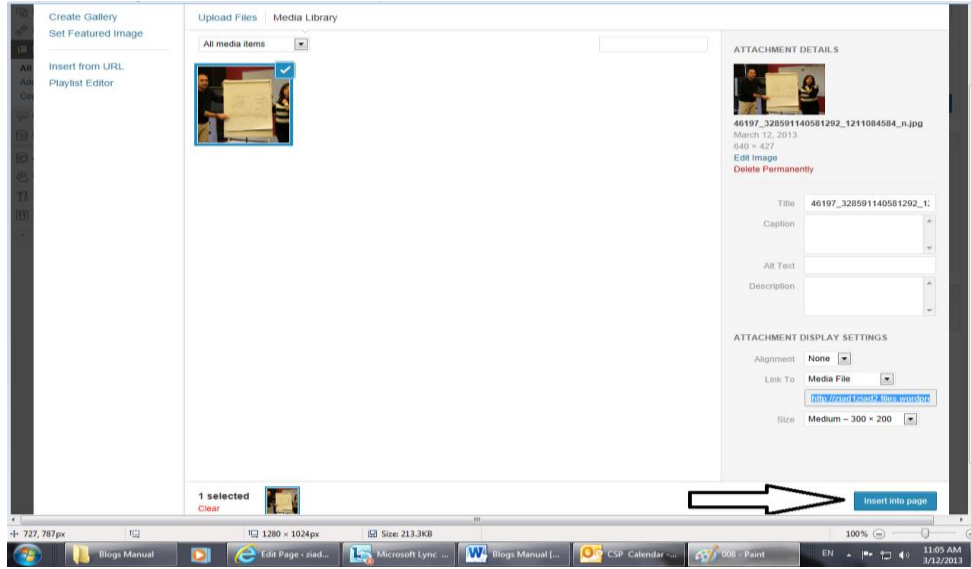 Create Gallery
Set Featured Image
Insert from URL
Playlist Editor
Upload Files Media Library
All media items
ATTACHMENT DETAILS
46197_328591140581292_1211084584_n.jpg
March 12, 2013
640 × 427
Edit Image
Delete Permanently
Title 46197_328591140581292_1
Caption
Alt Text
Description
ATTACHMENT DISPLAY SETTINGS
Alignment None
Link To Media File
http://ziad1ziad2.files.wordpre
Size Medium – 300 × 200
1 selected
Clear
Insert into page
727, 787px 1280 × 1024px Size: 213.3KB 100%
Blogs Manual Edit Page ‹ ziad... Microsoft Lync ... Blogs Manual [... CSP Calendar -... 008 - Paint EN 11:05 AM
3/12/2013